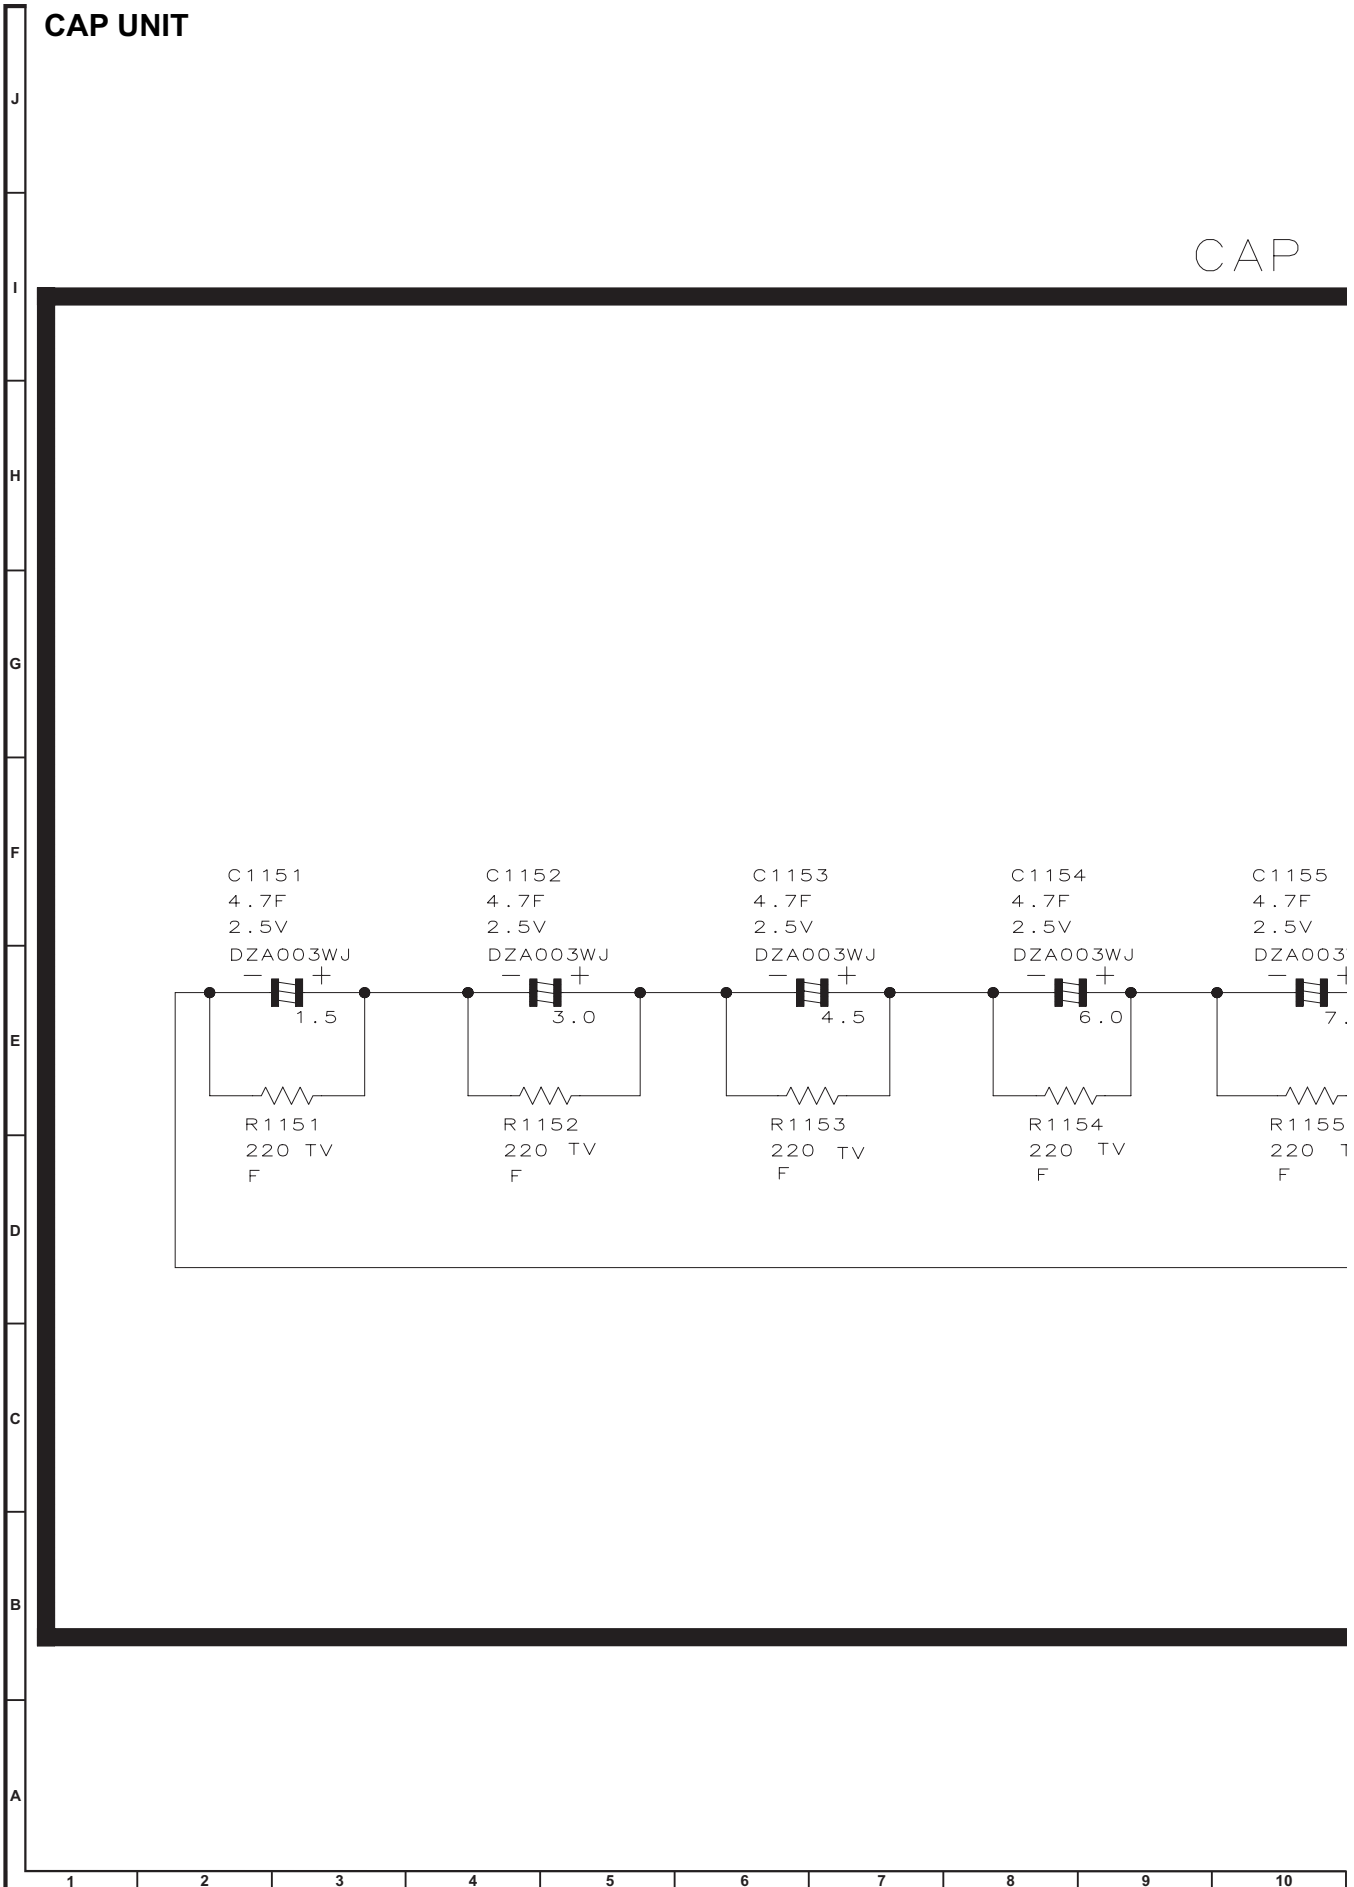 CAP UNIT
J
CAP
I
H
G
F
C1151
4.7F
2.5V
DZA003WJ
− +
1.5
R1151
220 TV
F
C1152
4.7F
2.5V
DZA003WJ
− +
3.0
R1152
220 TV
F
C1153
4.7F
2.5V
DZA003WJ
− +
4.5
R1153
220 TV
F
C1154
4.7F
2.5V
DZA003WJ
− +
6.0
R1154
220 TV
F
C1155
4.7F
2.5V
DZA003
−
7.
R1155
220
F
E
D
C
B
A
1 2 3 4 5 6 7 8 9 10